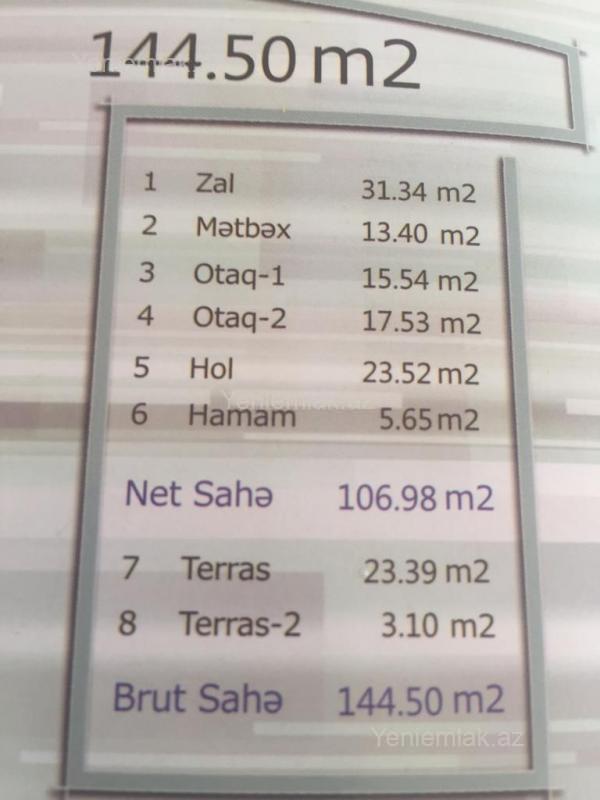 144.50 m2
1 Zal 31.34 m2
2 Mətbəx 13.40 m2
3 Otaq-1 15.54 m2
4 Otaq-2 17.53 m2
5 Hol 23.52 m2
6 Hamam 5.65 m2
Net Sahə 106.98 m2
7 Terras 23.39 m2
8 Terras-2 3.10 m2
Brut Sahə 144.50 m2
Yeniemlak.az